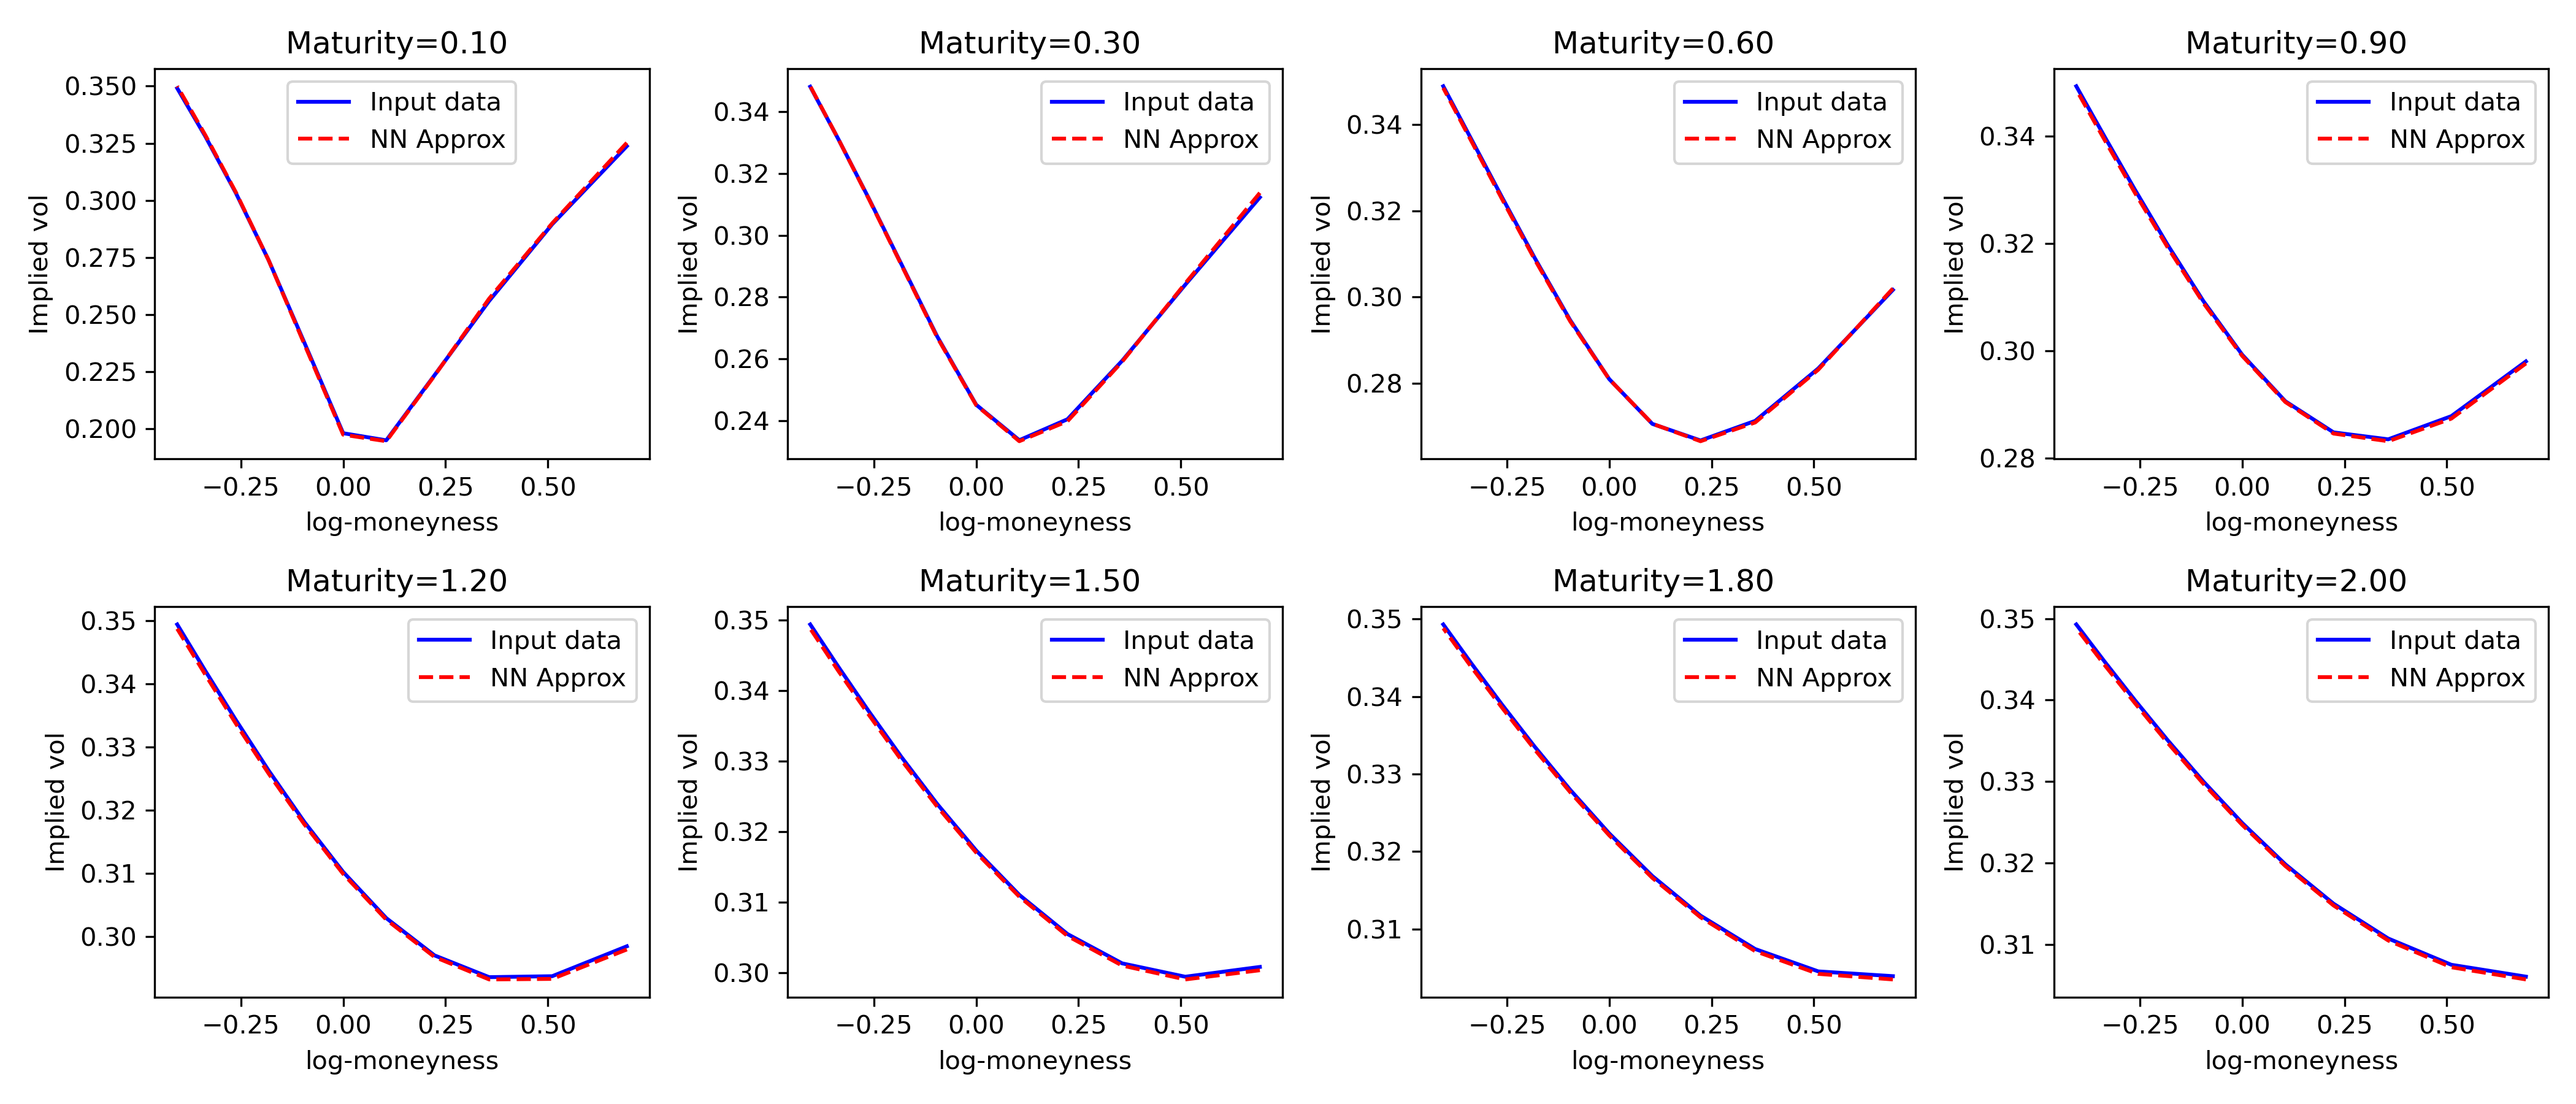 Maturity=0.10
Implied vol
0.350
0.325
0.300
0.275
0.250
0.225
0.200
Input data
NN Approx
−0.25 0.00 0.25 0.50
log-moneyness
Maturity=0.30
Implied vol
0.34
0.32
0.30
0.28
0.26
0.24
Input data
NN Approx
−0.25 0.00 0.25 0.50
log-moneyness
Maturity=0.60
Implied vol
0.34
0.32
0.30
0.28
Input data
NN Approx
−0.25 0.00 0.25 0.50
log-moneyness
Maturity=0.90
Implied vol
0.34
0.32
0.30
0.28
Input data
NN Approx
−0.25 0.00 0.25 0.50
log-moneyness
Maturity=1.20
Implied vol
0.35
0.34
0.33
0.32
0.31
0.30
Input data
NN Approx
−0.25 0.00 0.25 0.50
log-moneyness
Maturity=1.50
Implied vol
0.35
0.34
0.33
0.32
0.31
0.30
Input data
NN Approx
−0.25 0.00 0.25 0.50
log-moneyness
Maturity=1.80
Implied vol
0.35
0.34
0.33
0.32
0.31
Input data
NN Approx
−0.25 0.00 0.25 0.50
log-moneyness
Maturity=2.00
Implied vol
0.35
0.34
0.33
0.32
0.31
Input data
NN Approx
−0.25 0.00 0.25 0.50
log-moneyness